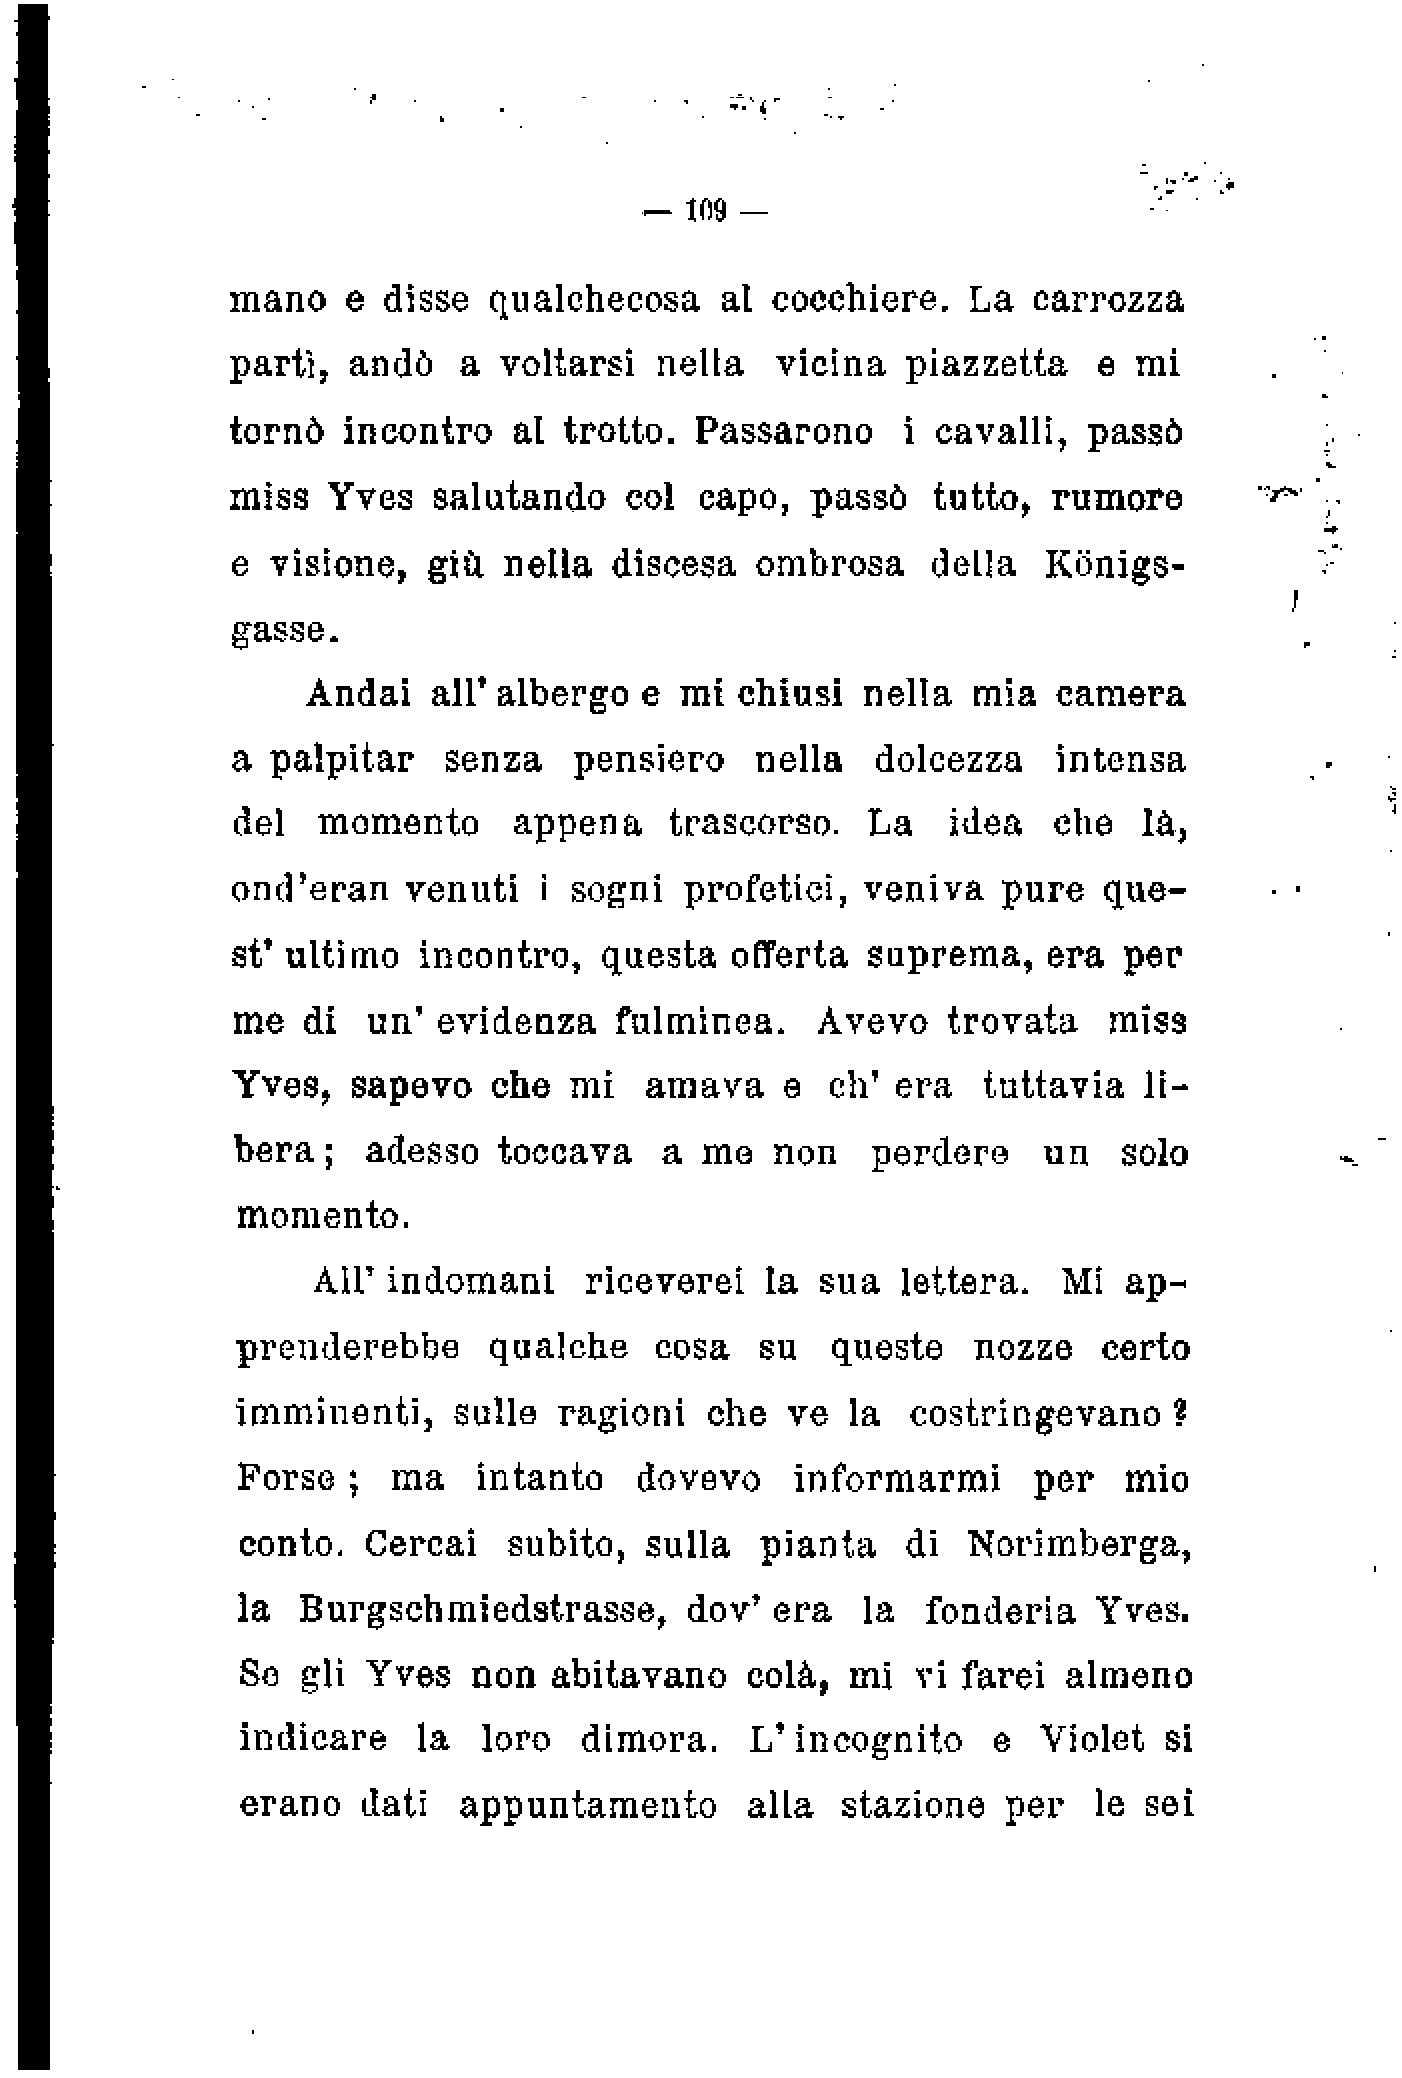 — 109 —
mano e disse qualchecosa al cocchiere. La carrozza
partì, andò a voltarsi nella vicina piazzetta e mi
tornò incontro al trotto. Passarono i cavalli, passò
miss Yves salutando col capo, passò tutto, rumore
e visione, giù nella discesa ombrosa della Königs-
gasse.
Andai all' albergo e mi chiusi nella mia camera
a palpitar senza pensiero nella dolcezza intensa
del momento appena trascorso. La idea che là,
ond'eran venuti i sogni profetici, veniva pure que-
st' ultimo incontro, questa offerta suprema, era per
me di un' evidenza fulminea. Avevo trovata miss
Yves, sapevo che mi amava e ch' era tuttavia li-
bera; adesso toccava a me non perdere un solo
momento.
All' indomani riceverei la sua lettera. Mi ap-
prenderebbe qualche cosa su queste nozze certo
imminenti, sulle ragioni che ve la costringevano?
Forse; ma intanto dovevo informarmi per mio
conto. Cercai subito, sulla pianta di Norimberga,
la Burgschmiedstrasse, dov' era la fonderia Yves.
Se gli Yves non abitavano colà, mi vi farei almeno
indicare la loro dimora. L' incognito e Violet si
erano dati appuntamento alla stazione per le sei